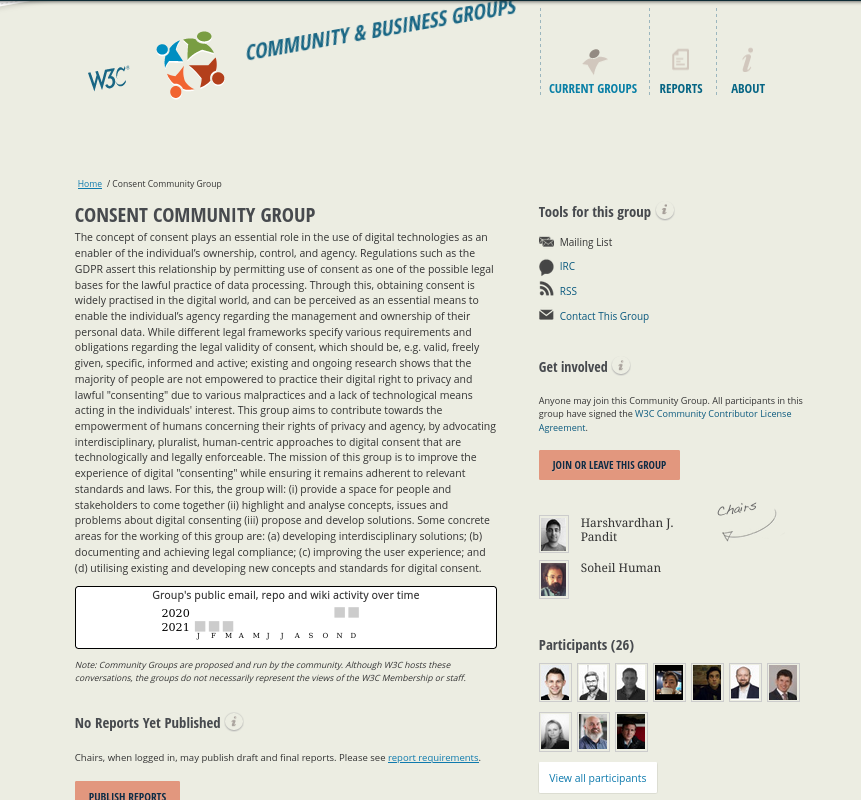 COMMUNITY & BUSINESS GROUPS
W3C®
CURRENT GROUPS
REPORTS
ABOUT
Home / Consent Community Group
CONSENT COMMUNITY GROUP
The concept of consent plays an essential role in the use of digital technologies as an
enabler of the individual's ownership, control, and agency. Regulations such as the
GDPR assert this relationship by permitting use of consent as one of the possible legal
bases for the lawful practice of data processing. Through this, obtaining consent is
widely practised in the digital world, and can be perceived as an essential means to
enable the individual's agency regarding the management and ownership of their
personal data. While different legal frameworks specify various requirements and
obligations regarding the legal validity of consent, which should be, e.g. valid, freely
given, specific, informed and active; existing and ongoing research shows that the
majority of people are not empowered to practice their digital right to privacy and
lawful "consenting" due to various malpractices and a lack of technological means
acting in the individuals' interest. This group aims to contribute towards the
empowerment of humans concerning their rights of privacy and agency, by advocating
interdisciplinary, pluralist, human-centric approaches to digital consent that are
technologically and legally enforceable. The mission of this group is to improve the
experience of digital "consenting" while ensuring it remains adherent to relevant
standards and laws. For this, the group will: (i) provide a space for people and
stakeholders to come together (ii) highlight and analyse concepts, issues and
problems about digital consenting (iii) propose and develop solutions. Some concrete
areas for the working of this group are: (a) developing interdisciplinary solutions; (b)
documenting and achieving legal compliance; (c) improving the user experience; and
(d) utilising existing and developing new concepts and standards for digital consent.
Group's public email, repo and wiki activity over time
2020
2021
J F M A M J J A S O N D
Note: Community Groups are proposed and run by the community. Although W3C hosts these
conversations, the groups do not necessarily represent the views of the W3C Membership or staff.
No Reports Yet Published i
Chairs, when logged in, may publish draft and final reports. Please see report requirements.
PUBLISH REPORTS
Tools for this group i
Mailing List
IRC
RSS
Contact This Group
Get involved i
Anyone may join this Community Group. All participants in this
group have signed the W3C Community Contributor License
Agreement.
JOIN OR LEAVE THIS GROUP
Chairs
Harshvardhan J.
Pandit
Soheil Human
Participants (26)
View all participants